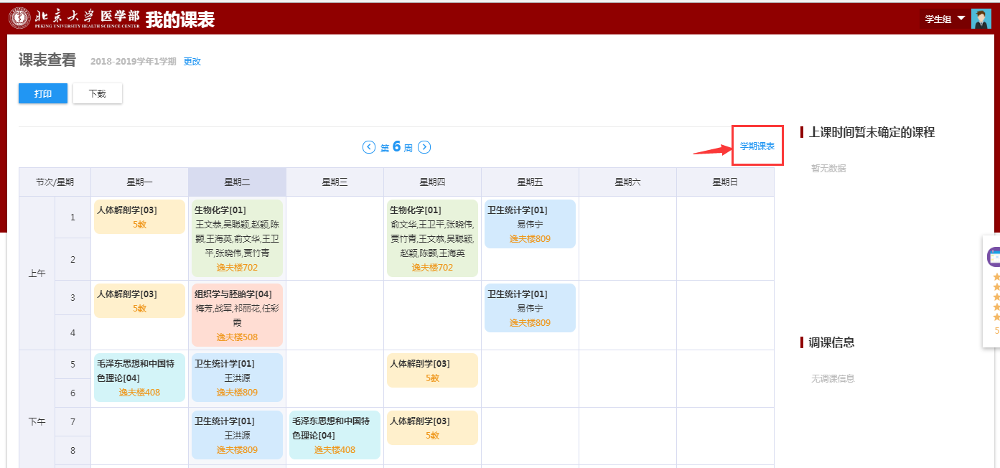 北京大学医学部 我的课表
PEKING UNIVERSITY HEALTH SCIENCE CENTER
学生组
课表查看 2018-2019学年1学期 更改
打印 下载
第 6 周
学期课表
节次/星期 星期一 星期二 星期三 星期四 星期五 星期六 星期日
上午
1
2
人体解剖学[03]
5教
生物化学[01]
王文恭,吴聪颖,赵颖,陈
颢,王海英,俞文华,王卫
平,张晓伟,贾竹青
逸夫楼702
生物化学[01]
俞文华,王卫平,张晓伟,
贾竹青,王文恭,吴聪颖,
赵颖,陈颢,王海英
逸夫楼702
卫生统计学[01]
易伟宁
逸夫楼809
3
4
人体解剖学[03]
5教
组织学与胚胎学[04]
梅芳,战军,祁丽花,任彩
霞
逸夫楼508
卫生统计学[01]
易伟宁
逸夫楼809
下午
5
6
毛泽东思想和中国特
色理论[04]
逸夫楼408
卫生统计学[01]
王洪源
逸夫楼809
人体解剖学[03]
5教
7
8
卫生统计学[01]
王洪源
逸夫楼809
毛泽东思想和中国特
色理论[04]
逸夫楼408
人体解剖学[03]
5教
上课时间暂未确定的课程
暂无数据
调课信息
无调课信息
5